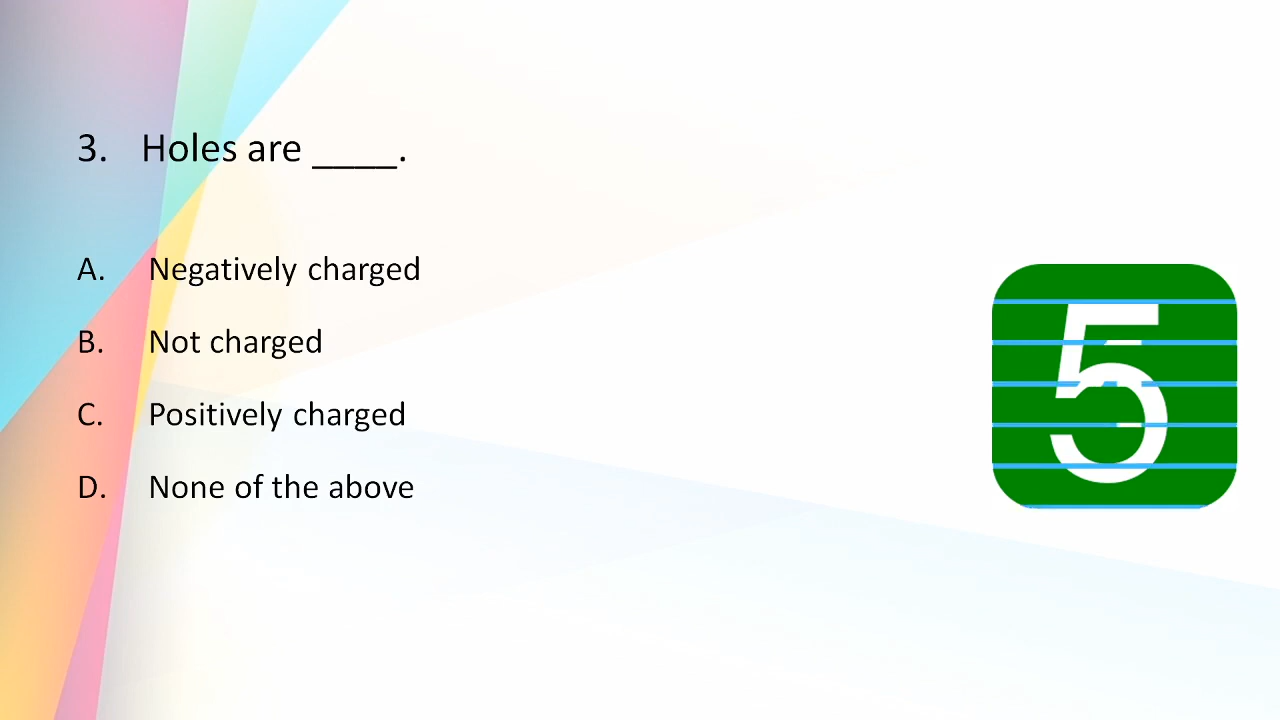 3. Holes are ____.
A. Negatively charged
B. Not charged
C. Positively charged
D. None of the above
5